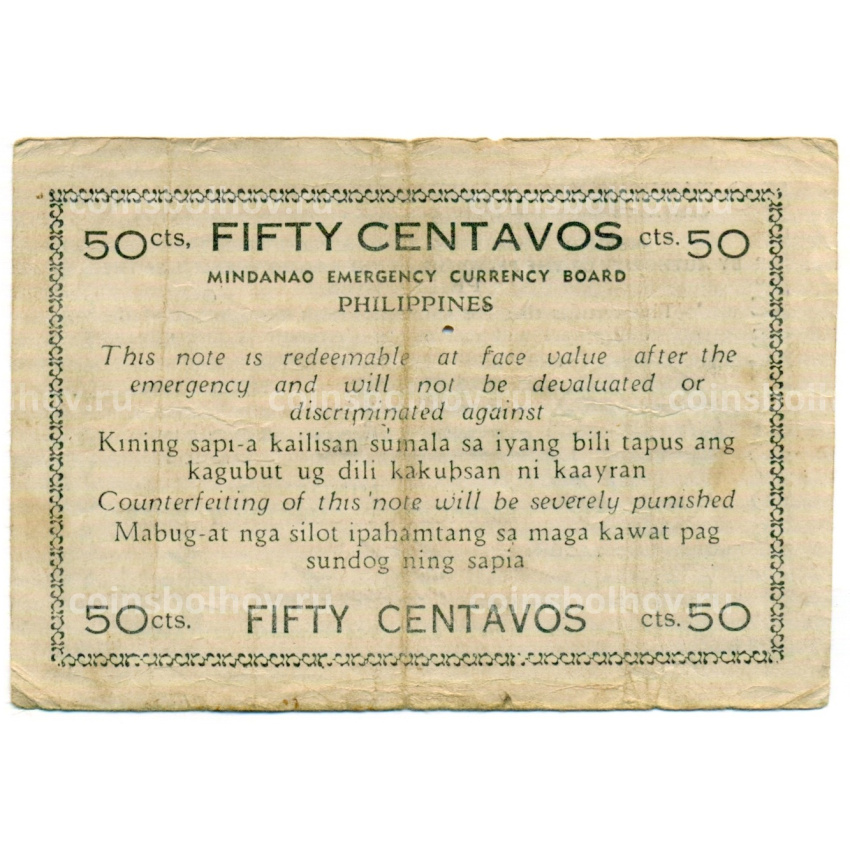 50cts, FIFTY CENTAVOS cts. 50
MINDANAO EMERGENCY CURRENCY BOARD
PHILIPPINES
This note is redeemable at face value after the
emergency and will not be devaluated or
discriminated against
Kining sapi-a kailisan sumala sa iyang bili tapus ang
kagubut ug dili kakubsan ni kaayran
Counterfeiting of this note will be severely punished
Mabug-at nga silot ipahamtang sa maga kawat pag
sundog ning sapia
50cts. FIFTY CENTAVOS cts. 50
coinsbolhov.ru